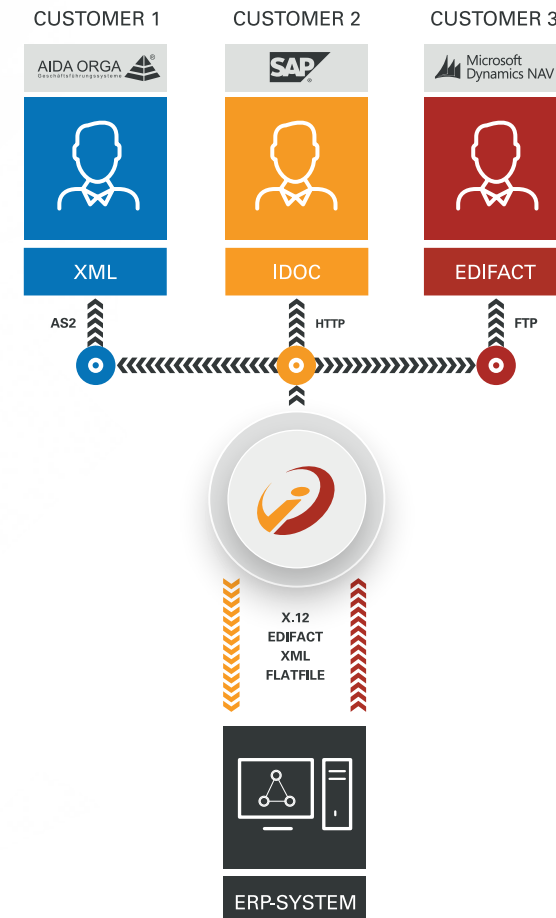 CUSTOMER 1
CUSTOMER 2
CUSTOMER 3
AIDA ORGA
Geschäftsführungssysteme
SAP
®
Microsoft
Dynamics NAV
XML
IDOC
EDIFACT
AS2
HTTP
FTP
X.12
EDIFACT
XML
FLATFILE
ERP-SYSTEM